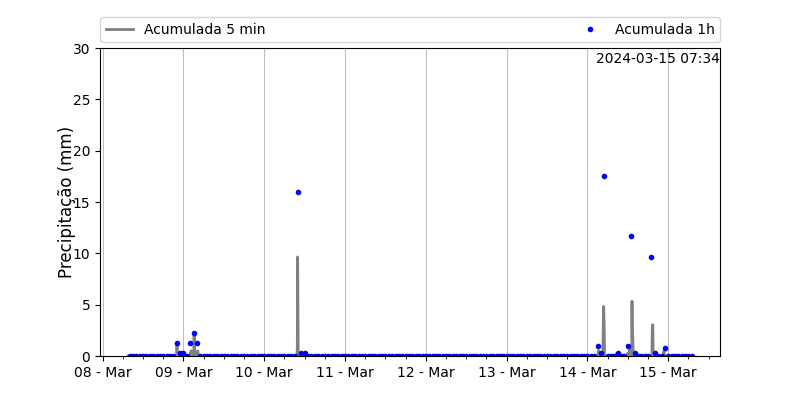 Acumulada 5 min
Acumulada 1h
2024-03-15 07:34
Precipitação (mm)
30
25
20
15
10
5
0
08 - Mar
09 - Mar
10 - Mar
11 - Mar
12 - Mar
13 - Mar
14 - Mar
15 - Mar